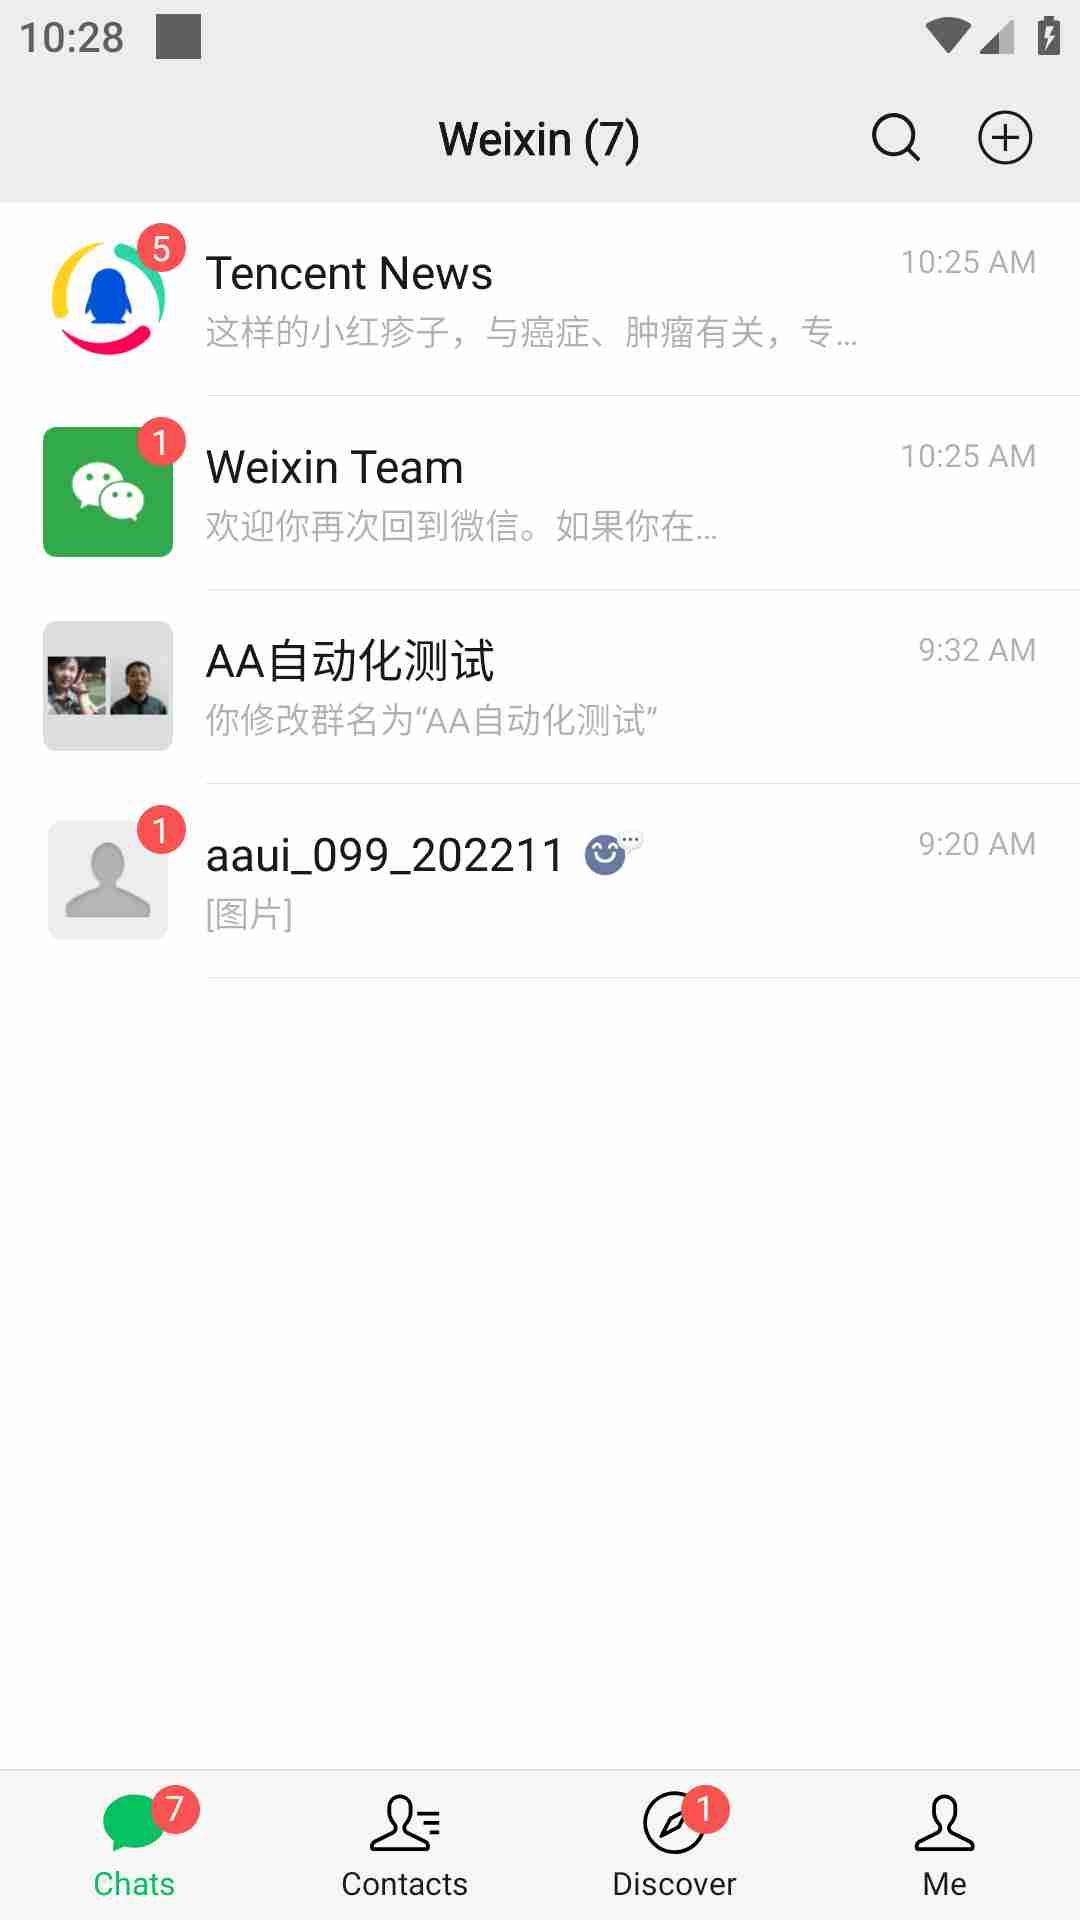 10:28
Weixin (7)
5
Tencent News
10:25 AM
这样的小红疹子，与癌症、肿瘤有关，专...
1
Weixin Team
10:25 AM
欢迎你再次回到微信。如果你在...
AA自动化测试
9:32 AM
你修改群名为“AA自动化测试”
1
aaui_099_202211
9:20 AM
[图片]
7
Chats
Contacts
1
Discover
Me